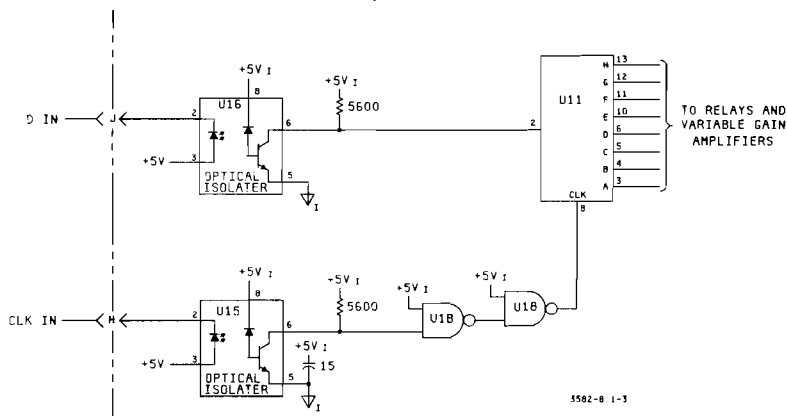 +5V I
U16
8
+5V I
5600
6
2
3
+5V
OPTICAL
ISOLATER
5
I
D IN
J
2
U11
H 13
G 12
F 11
E 10
D 6
C 5
B 4
A 3
CLK
8
TO RELAYS AND
VARIABLE GAIN
AMPLIFIERS
+5V I
U15
8
+5V I
5600
6
2
3
+5V
OPTICAL
ISOLATER
5
I
+5V I
15
CLK IN
H
+5V I
U18
+5V I
U18
3582-8.1-3